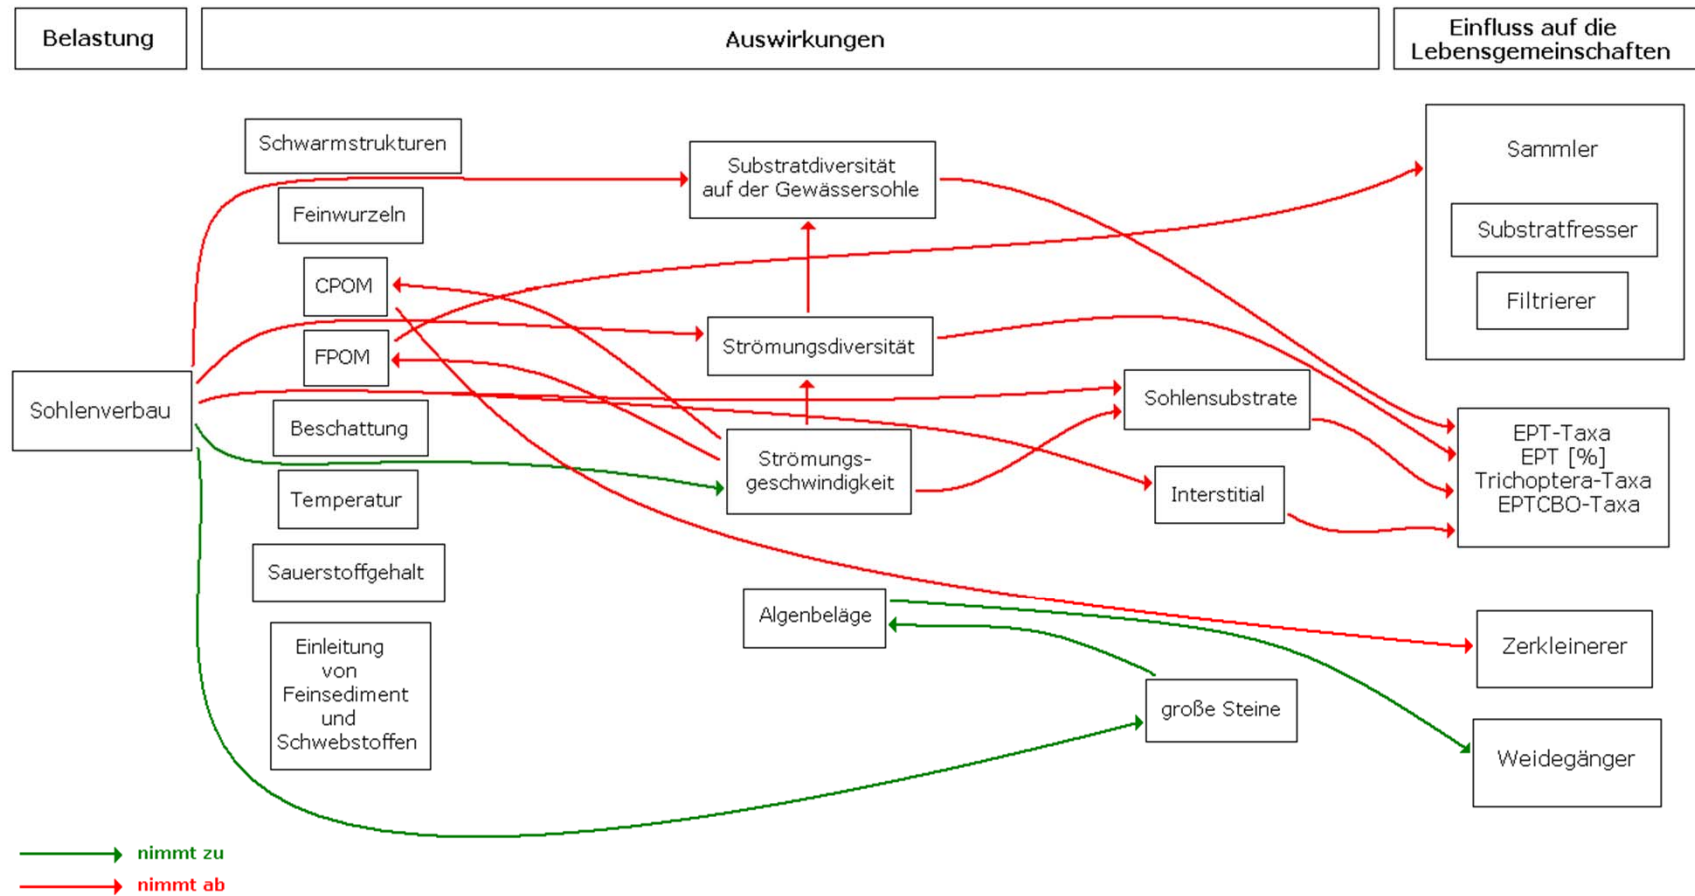 Belastung
Auswirkungen
Einfluss auf die
Lebensgemeinschaften
Schwarmstrukturen
Feinwurzeln
CPOM
FPOM
Sohlenverbau
Beschattung
Temperatur
Sauerstoffgehalt
Einleitung
von
Feinsediment
und
Schwebstoffen
Substratdiversität
auf der Gewässersohle
Strömungsdiversität
Strömungs-
geschwindigkeit
Algenbeläge
Sohlensubstrate
Interstitial
große Steine
Sammler
Substratfresser
Filtrierer
EPT-Taxa
EPT [%]
Trichoptera-Taxa
EPTCBO-Taxa
Zerkleinerer
Weidegänger
nimmt zu
nimmt ab